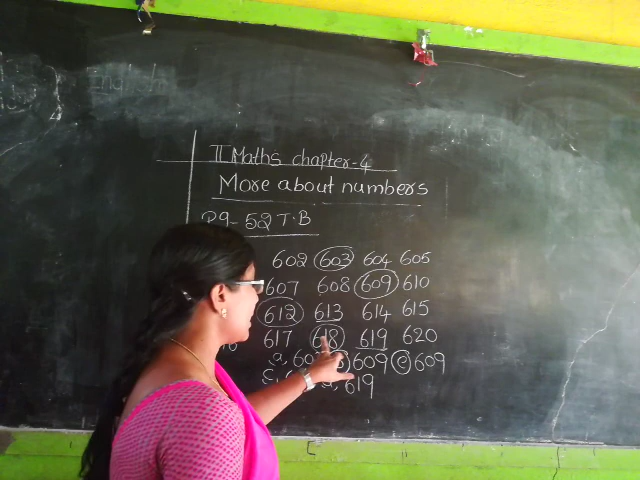 II Maths chapter-4
More about numbers
Pg-52 T.B
602 603 604 605
607 608 609 610
612 613 614 615
617 618 619 620
609 c 609
619